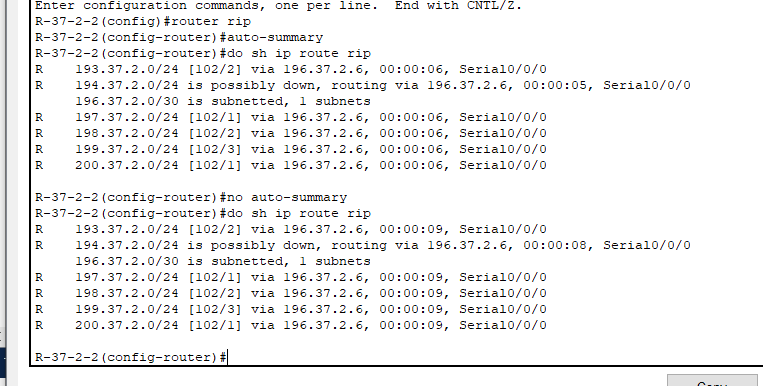 Enter configuration commands, one per line.  End with CNTL/Z.
R-37-2-2(config)#router rip
R-37-2-2(config-router)#auto-summary
R-37-2-2(config-router)#do sh ip route rip
R    193.37.2.0/24 [102/2] via 196.37.2.6, 00:00:06, Serial0/0/0
R    194.37.2.0/24 is possibly down, routing via 196.37.2.6, 00:00:05, Serial0/0/0
     196.37.2.0/30 is subnetted, 1 subnets
R    197.37.2.0/24 [102/1] via 196.37.2.6, 00:00:06, Serial0/0/0
R    198.37.2.0/24 [102/2] via 196.37.2.6, 00:00:06, Serial0/0/0
R    199.37.2.0/24 [102/3] via 196.37.2.6, 00:00:06, Serial0/0/0
R    200.37.2.0/24 [102/1] via 196.37.2.6, 00:00:06, Serial0/0/0
R-37-2-2(config-router)#no auto-summary
R-37-2-2(config-router)#do sh ip route rip
R    193.37.2.0/24 [102/2] via 196.37.2.6, 00:00:09, Serial0/0/0
R    194.37.2.0/24 is possibly down, routing via 196.37.2.6, 00:00:08, Serial0/0/0
     196.37.2.0/30 is subnetted, 1 subnets
R    197.37.2.0/24 [102/1] via 196.37.2.6, 00:00:09, Serial0/0/0
R    198.37.2.0/24 [102/2] via 196.37.2.6, 00:00:09, Serial0/0/0
R    199.37.2.0/24 [102/3] via 196.37.2.6, 00:00:09, Serial0/0/0
R    200.37.2.0/24 [102/1] via 196.37.2.6, 00:00:09, Serial0/0/0
R-37-2-2(config-router)#